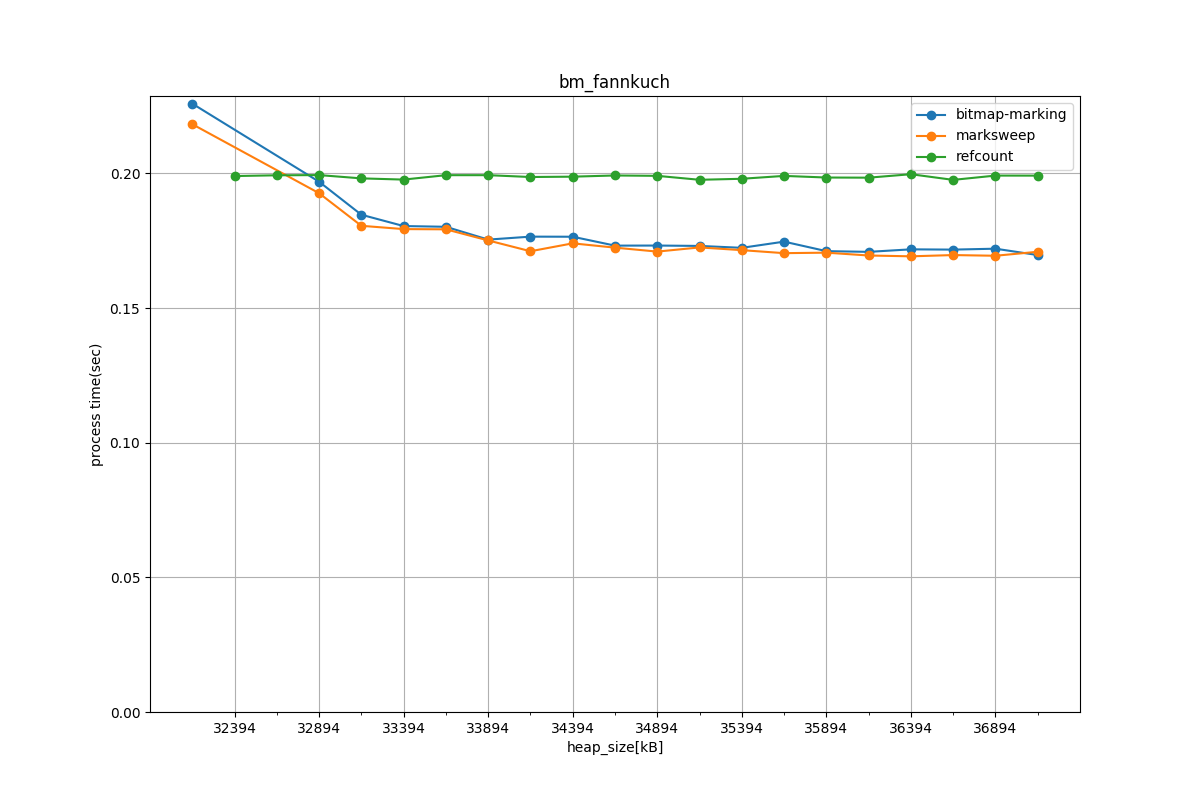 bm_fannkuch
bitmap-marking
marksweep
refcount
0.20
0.15
0.10
0.05
0.00
process time(sec)
32394 32894 33394 33894 34394 34894 35394 35894 36394 36894
heap_size[kB]